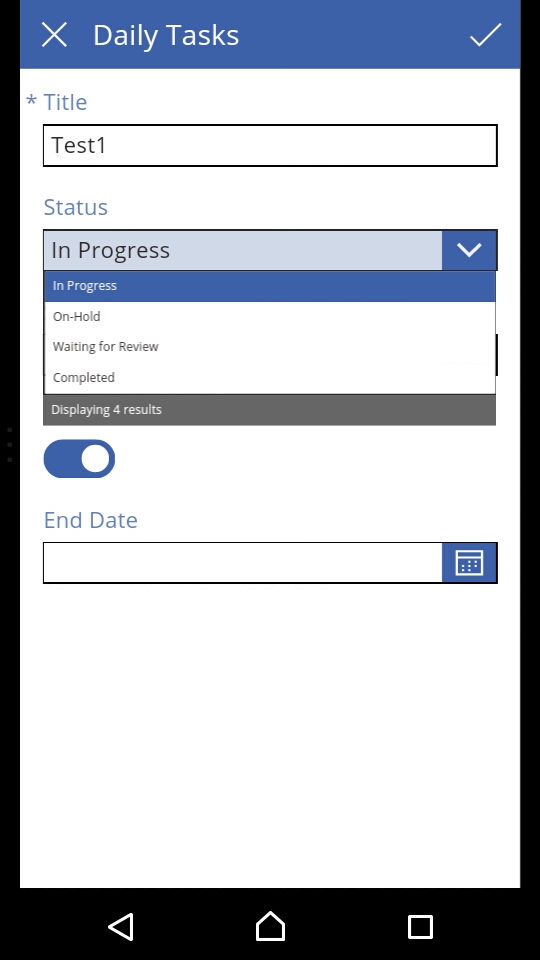 Daily Tasks
* Title
Test1
Status
In Progress
In Progress
On-Hold
Waiting for Review
Completed
Displaying 4 results
End Date